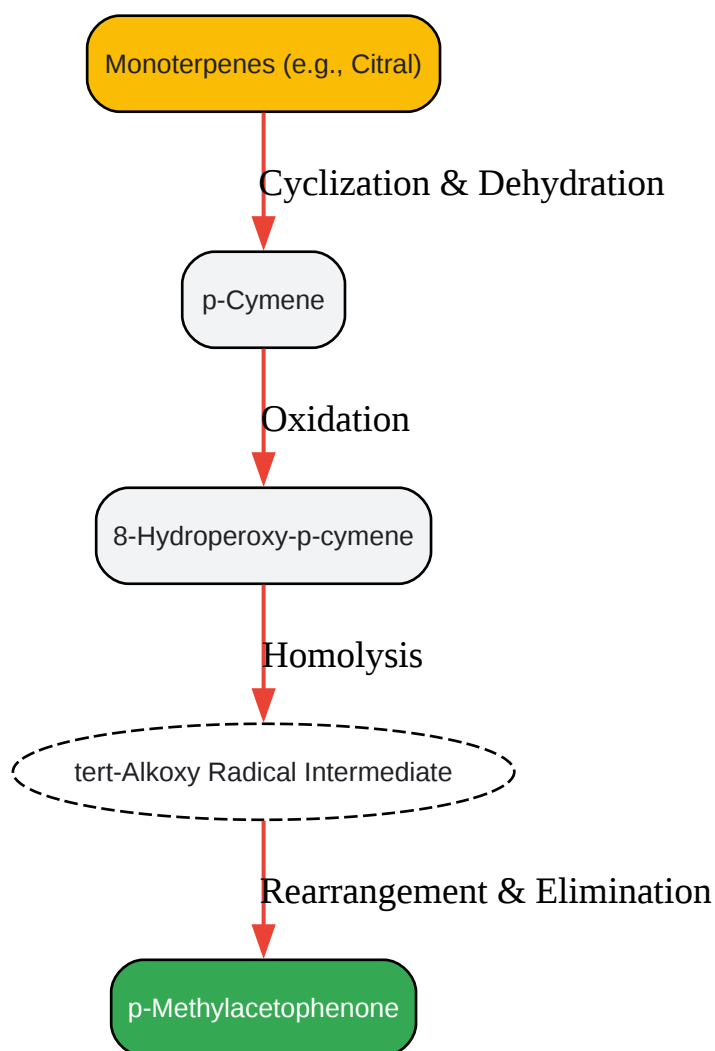 Monoterpenes (e.g., Citral)
Cyclization & Dehydration
p-Cymene
Oxidation
8-Hydroperoxy-p-cymene
Homolysis
tert-Alkoxy Radical Intermediate
Rearrangement & Elimination
p-Methylacetophenone